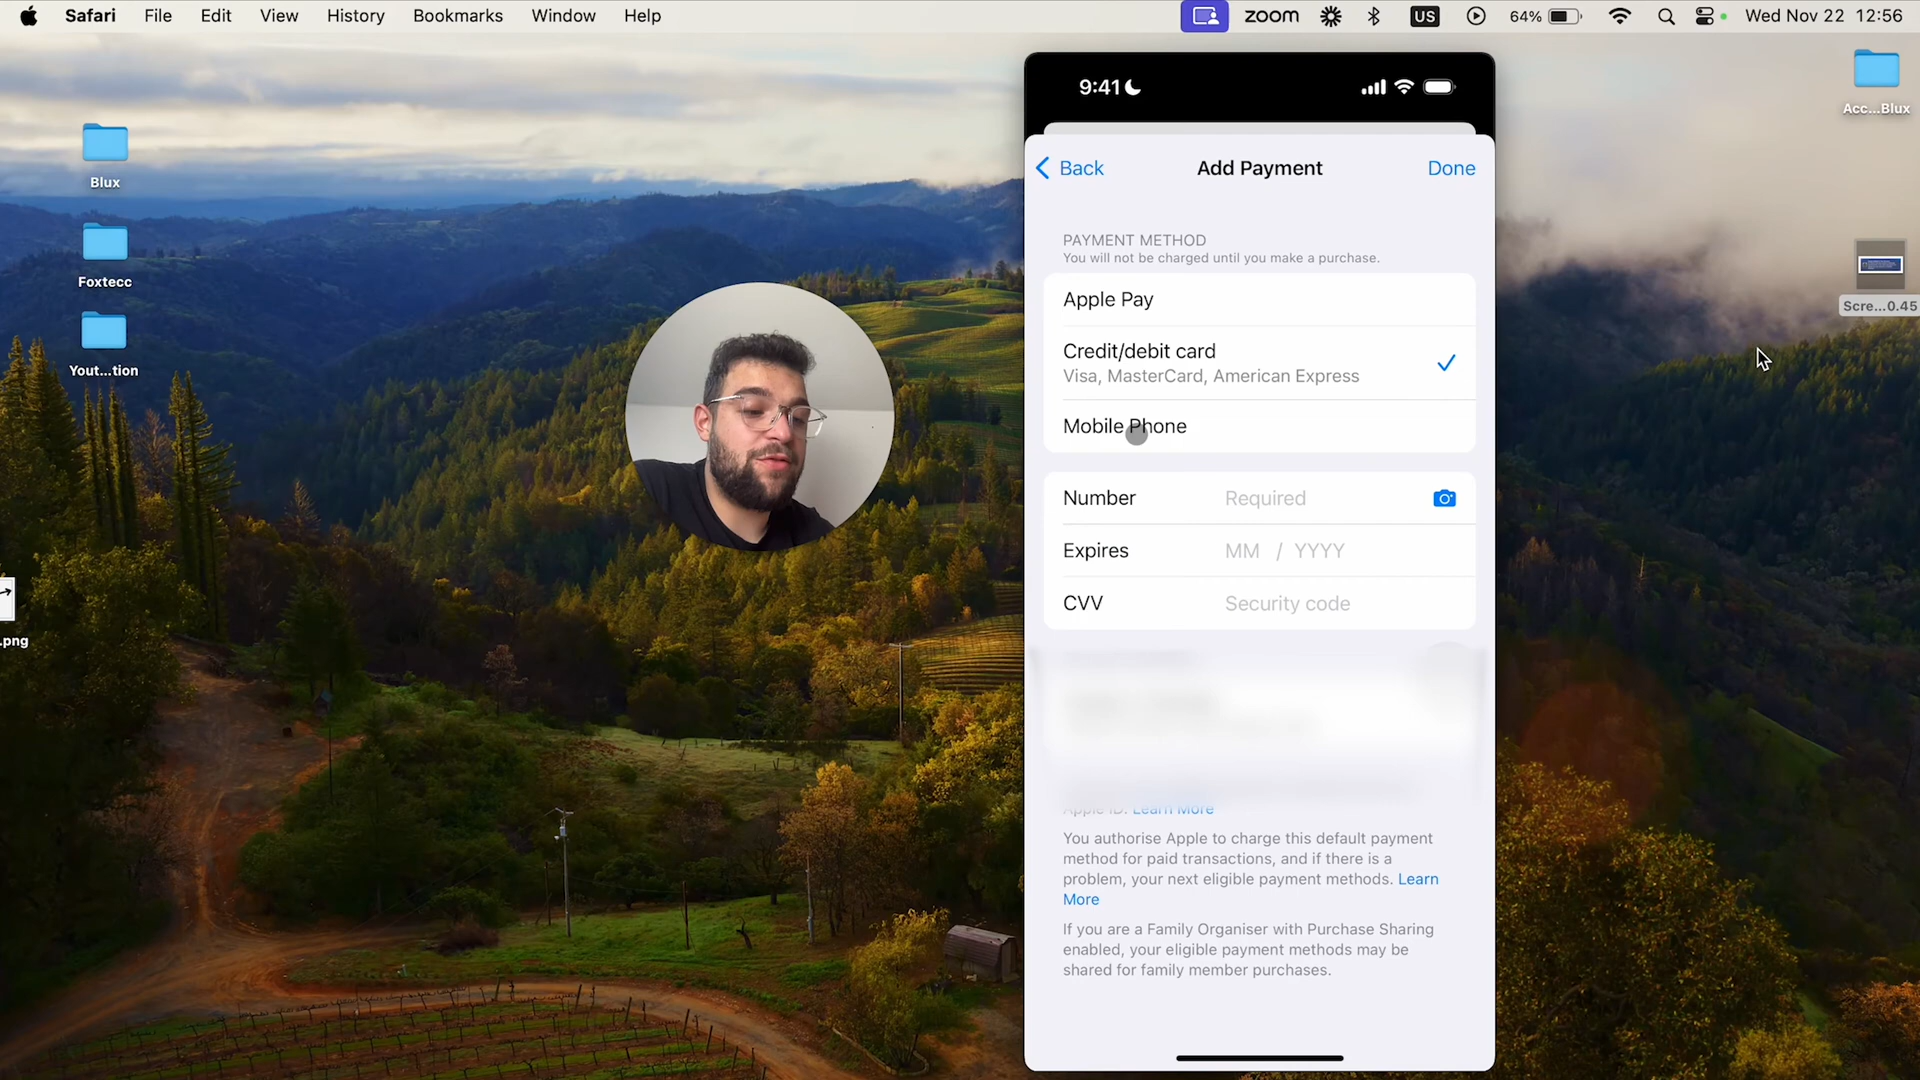 Safari File Edit View History Bookmarks Window Help
zoom US 64% Wed Nov 22 12:56
Blux
Foxtecc
Yout...tion
.png
Acc...Blux
Scre...0.45
9:41
Back Add Payment Done
PAYMENT METHOD
You will not be charged until you make a purchase.
Apple Pay
Credit/debit card
Visa, MasterCard, American Express
Mobile Phone
Number Required
Expires MM / YYYY
CVV Security code
Apple ID. Learn More
You authorise Apple to charge this default payment
method for paid transactions, and if there is a
problem, your next eligible payment methods. Learn
More
If you are a Family Organiser with Purchase Sharing
enabled, your eligible payment methods may be
shared for family member purchases.